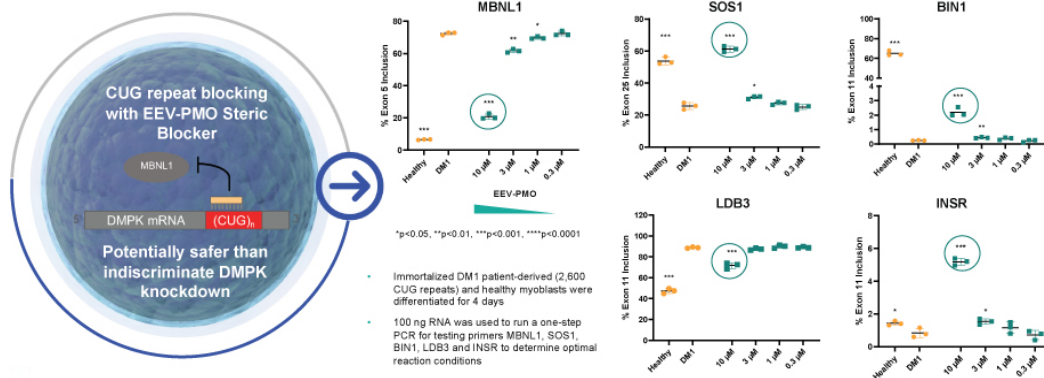 CUG repeat blocking
with EEV-PMO Steric
Blocker
MBNL1
5'
DMPK mRNA
(CUG)n
3'
Potentially safer than
indiscriminate DMPK
knockdown
MBNL1
% Exon 5 Inclusion
80
60
40
20
0
***
***
**
*
Healthy
DM1
10 µM
3 µM
1 µM
0.3 µM
EEV-PMO
*p<0.05, **p<0.01, ***p<0.001, ****p<0.0001
• Immortalized DM1 patient-derived (2,600
CUG repeats) and healthy myoblasts were
differentiated for 4 days
• 100 ng RNA was used to run a one-step
PCR for testing primers MBNL1, SOS1,
BIN1, LDB3 and INSR to determine optimal
reaction conditions
SOS1
% Exon 25 Inclusion
80
60
40
20
0
***
***
*
Healthy
DM1
10 µM
3 µM
1 µM
0.3 µM
BIN1
% Exon 11 Inclusion
100
80
60
40
4
3
2
1
0
***
***
**
Healthy
DM1
10 µM
3 µM
1 µM
0.3 µM
LDB3
% Exon 11 Inclusion
150
100
50
0
***
***
Healthy
DM1
10 µM
3 µM
1 µM
0.3 µM
INSR
% Exon 11 Inclusion
8
6
4
2
0
*
***
*
Healthy
DM1
10 µM
3 µM
1 µM
0.3 µM